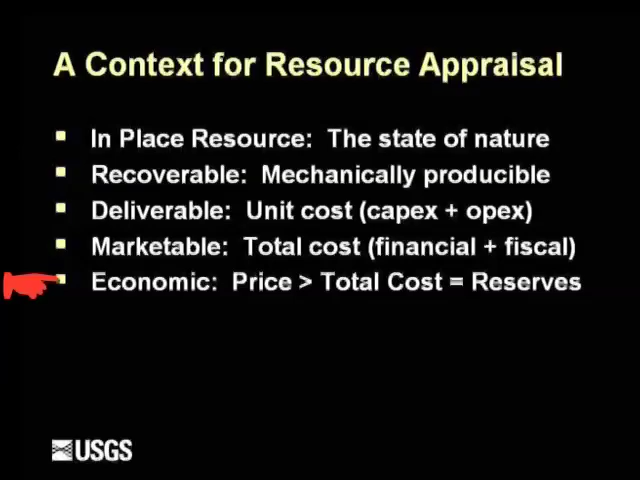 A Context for Resource Appraisal
In Place Resource: The state of nature
Recoverable: Mechanically producible
Deliverable: Unit cost (capex + opex)
Marketable: Total cost (financial + fiscal)
Economic: Price > Total Cost = Reserves
USGS